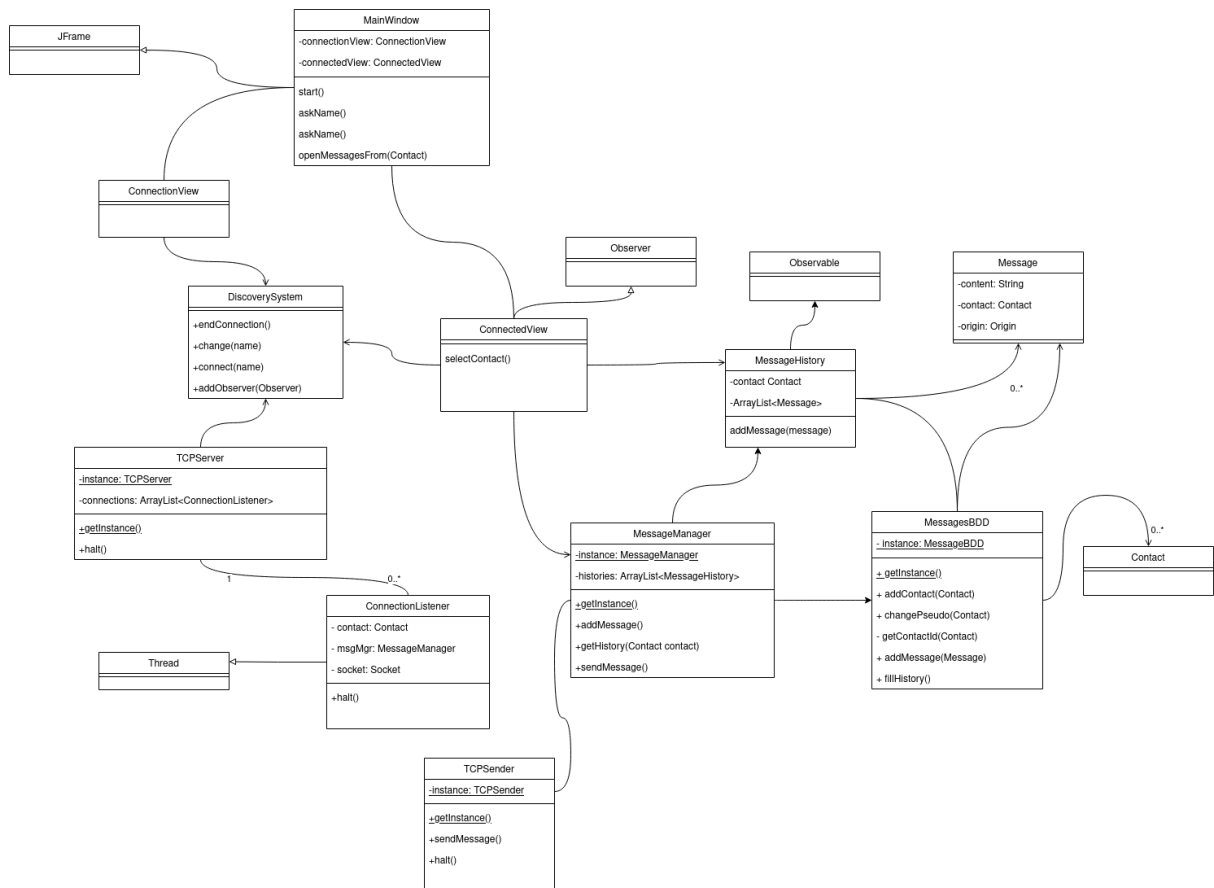 MainWindow
-connectionView: ConnectionView
-connectedView: ConnectedView
start()
askName()
askName()
openMessagesFrom(Contact)
JFrame
ConnectionView
Observer
Observable
Message
-content: String
-contact: Contact
-origin: Origin
DiscoverySystem
+endConnection()
+change(name)
+connect(name)
+addObserver(Observer)
ConnectedView
selectContact()
MessageHistory
-contact Contact
-ArrayList<Message>
addMessage(message)
0..*
TCPServer
-instance: TCPServer
-connections: ArrayList<ConnectionListener>
+getInstance()
+halt()
MessageManager
-instance: MessageManager
-histories: ArrayList<MessageHistory>
+getInstance()
+addMessage()
+getHistory(Contact contact)
+sendMessage()
MessagesBDD
- instance: MessageBDD
+ getInstance()
+ addContact(Contact)
+ changePseudo(Contact)
- getContactId(Contact)
+ addMessage(Message)
+ fillHistory()
0..*
Contact
1
0..*
ConnectionListener
- contact: Contact
- msgMgr: MessageManager
- socket: Socket
+halt()
Thread
TCPSender
-instance: TCPSender
+getInstance()
+sendMessage()
+halt()